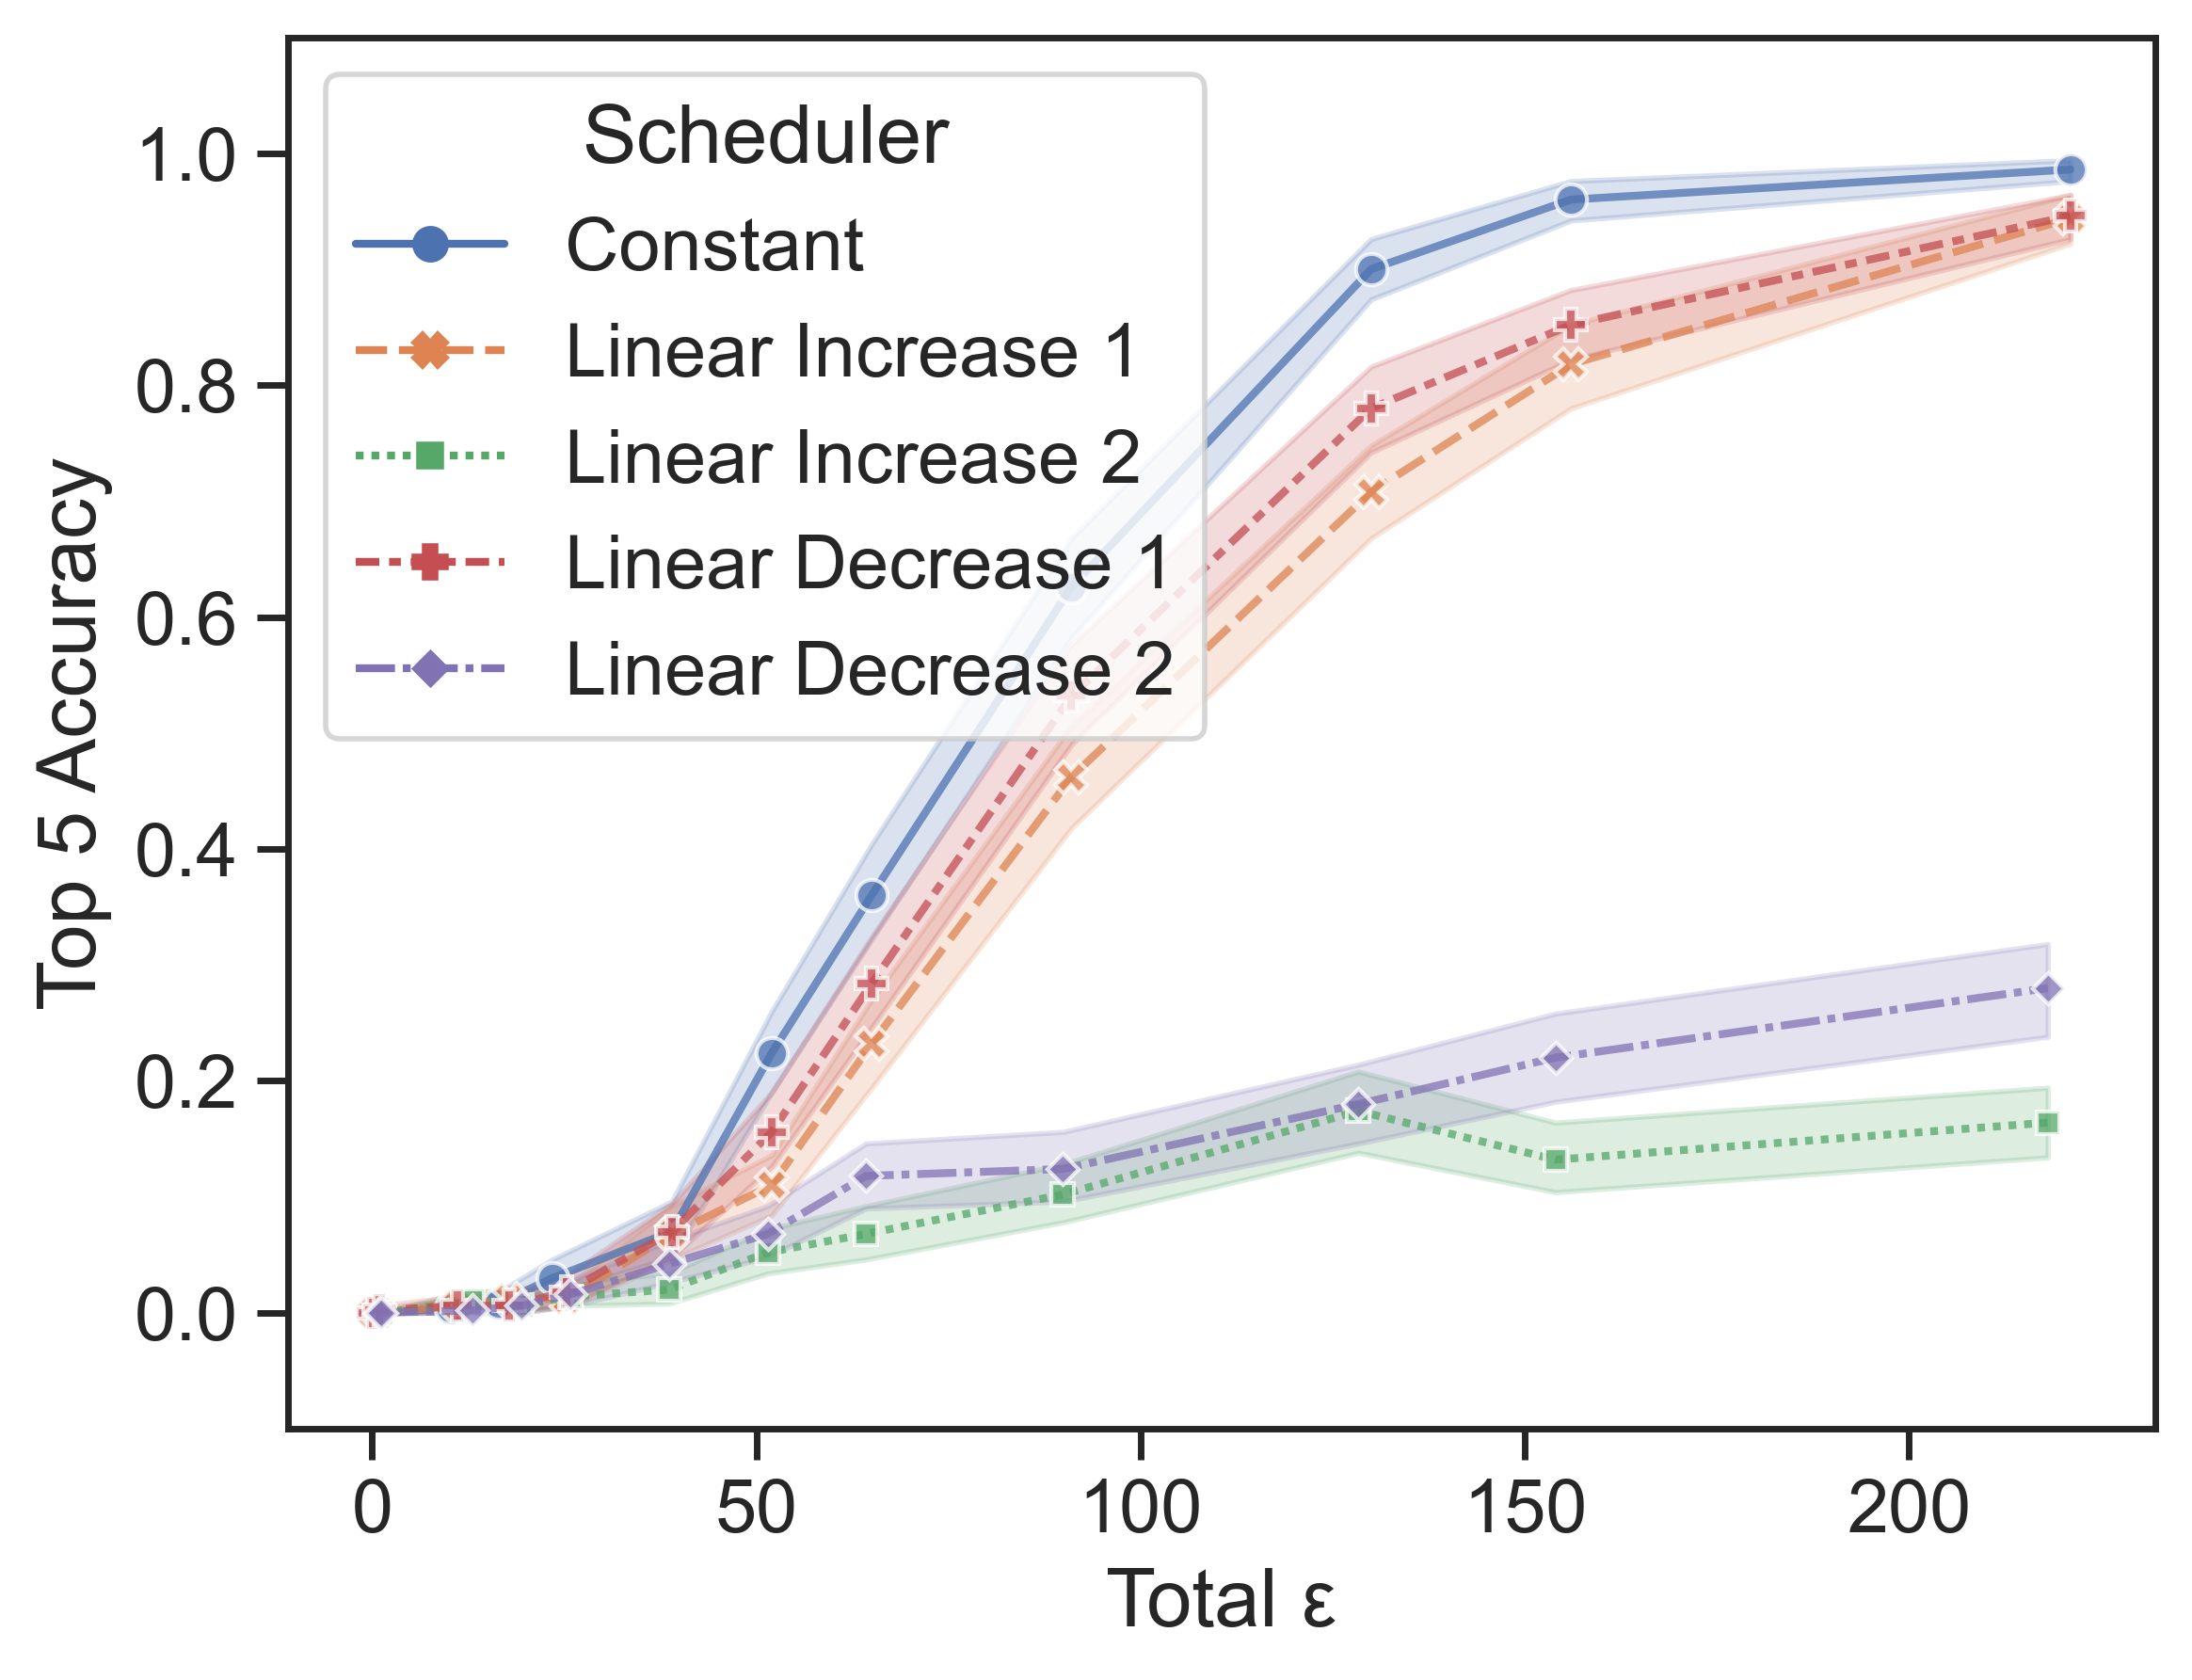 Scheduler
Constant
Linear Increase 1
Linear Increase 2
Linear Decrease 1
Linear Decrease 2
Top 5 Accuracy
1.0
0.8
0.6
0.4
0.2
0.0
0 50 100 150 200
Total ε